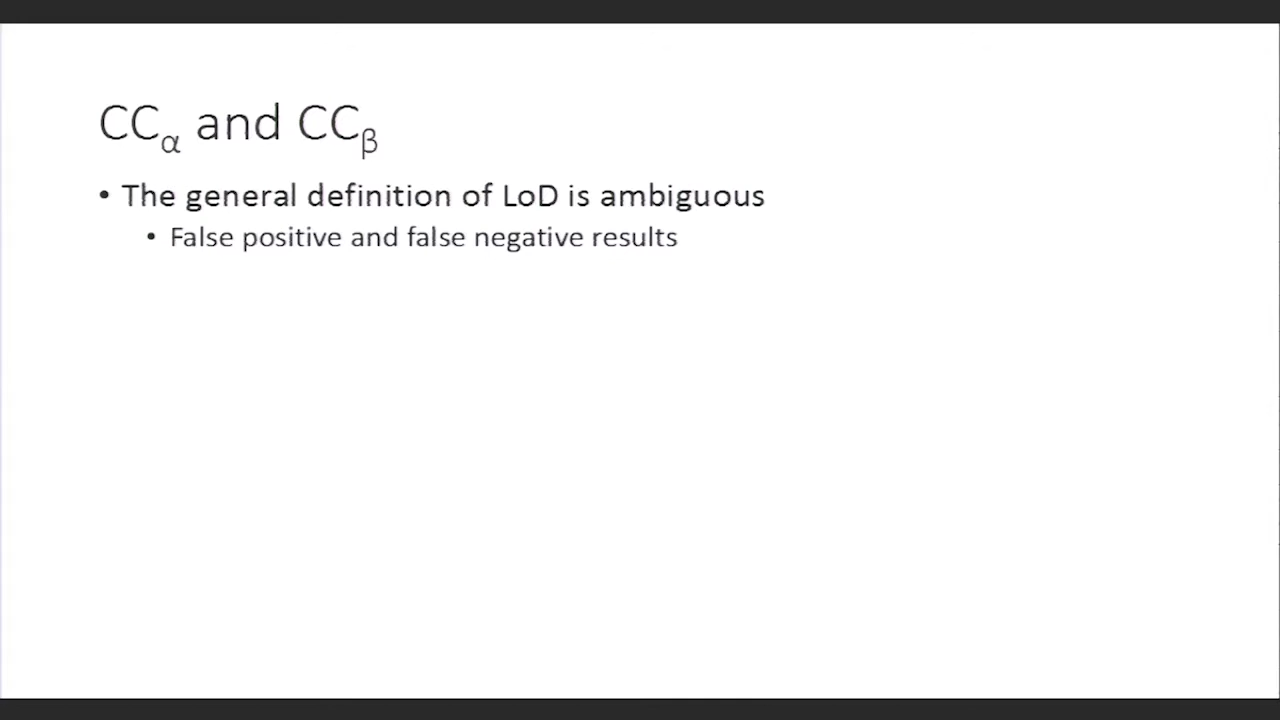 CCα and CCβ
• The general definition of LoD is ambiguous
• False positive and false negative results